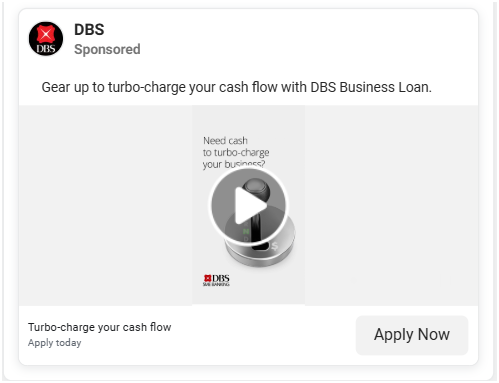 DBS
DBS
Sponsored
Gear up to turbo-charge your cash flow with DBS Business Loan.
Need cash
to turbo-charge
your business?
DBS
SME BANKING
Turbo-charge your cash flow
Apply today
Apply Now